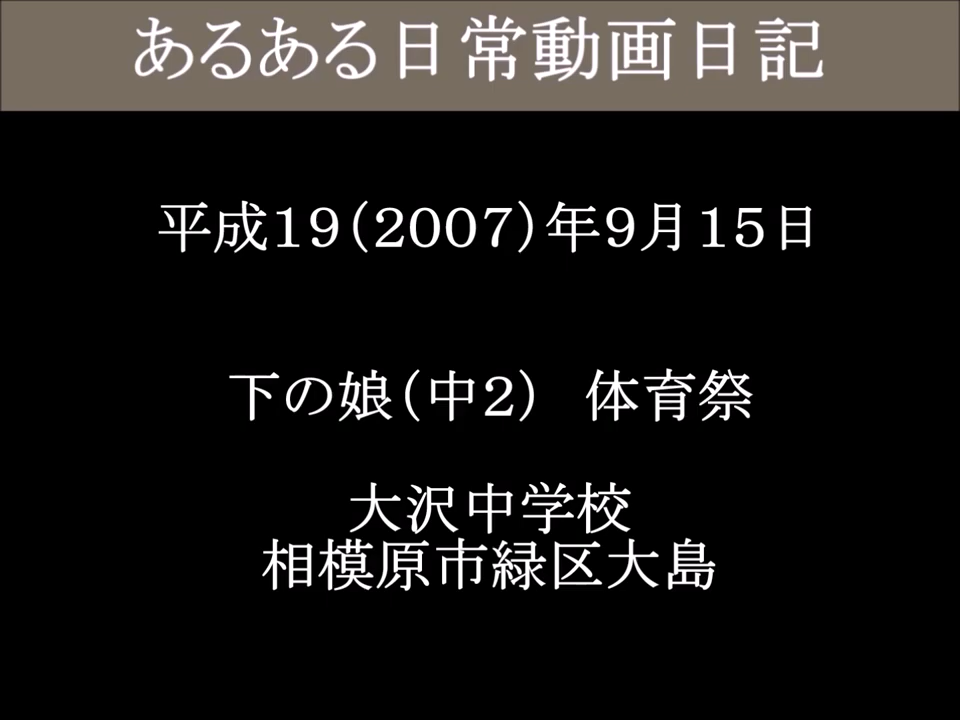 あるある日常動画日記
平成19(2007)年9月15日
下の娘(中2)　体育祭
大沢中学校
相模原市緑区大島